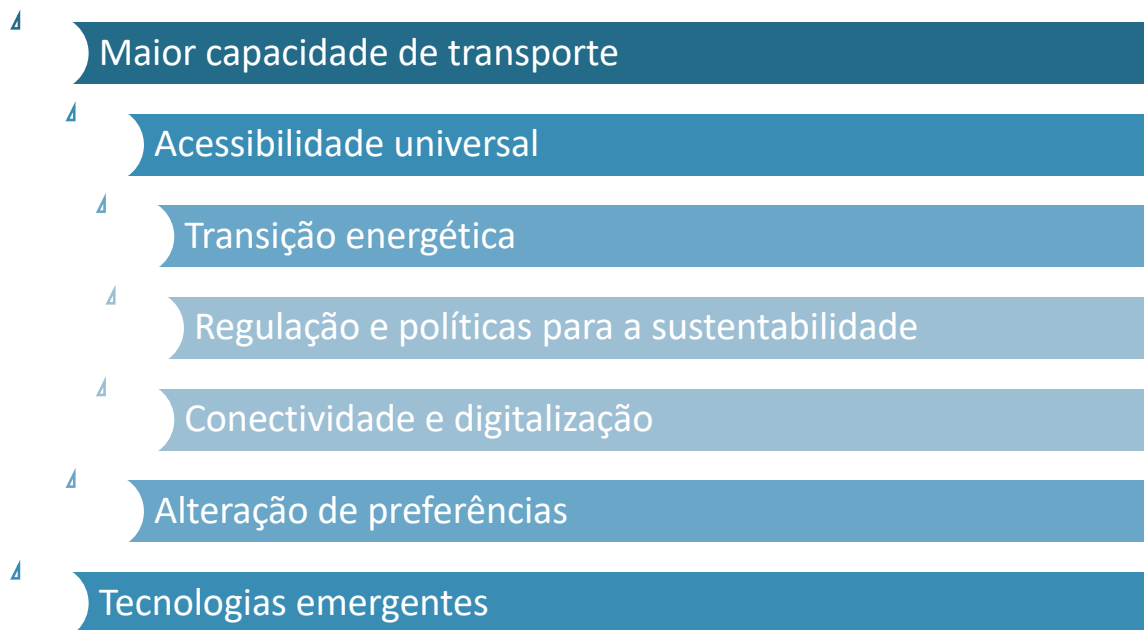 Maior capacidade de transporte
Acessibilidade universal
Transição energética
Regulação e políticas para a sustentabilidade
Conectividade e digitalização
Alteração de preferências
Tecnologias emergentes